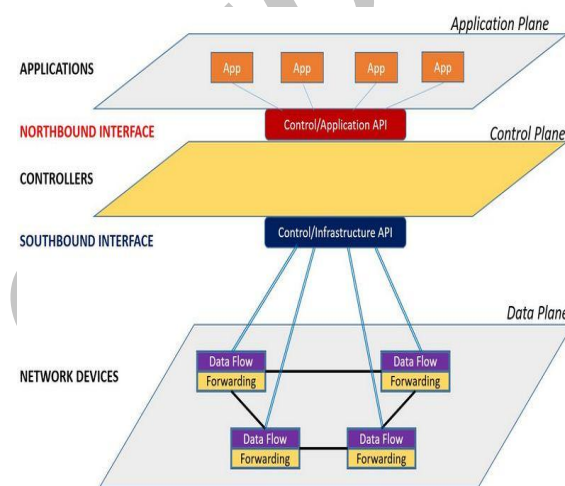 Application Plane
APPLICATIONS
App
App
App
App
NORTHBOUND INTERFACE
Control/Application API
Control Plane
CONTROLLERS
SOUTHBOUND INTERFACE
Control/Infrastructure API
Data Plane
NETWORK DEVICES
Data Flow
Forwarding
Data Flow
Forwarding
Data Flow
Forwarding
Data Flow
Forwarding